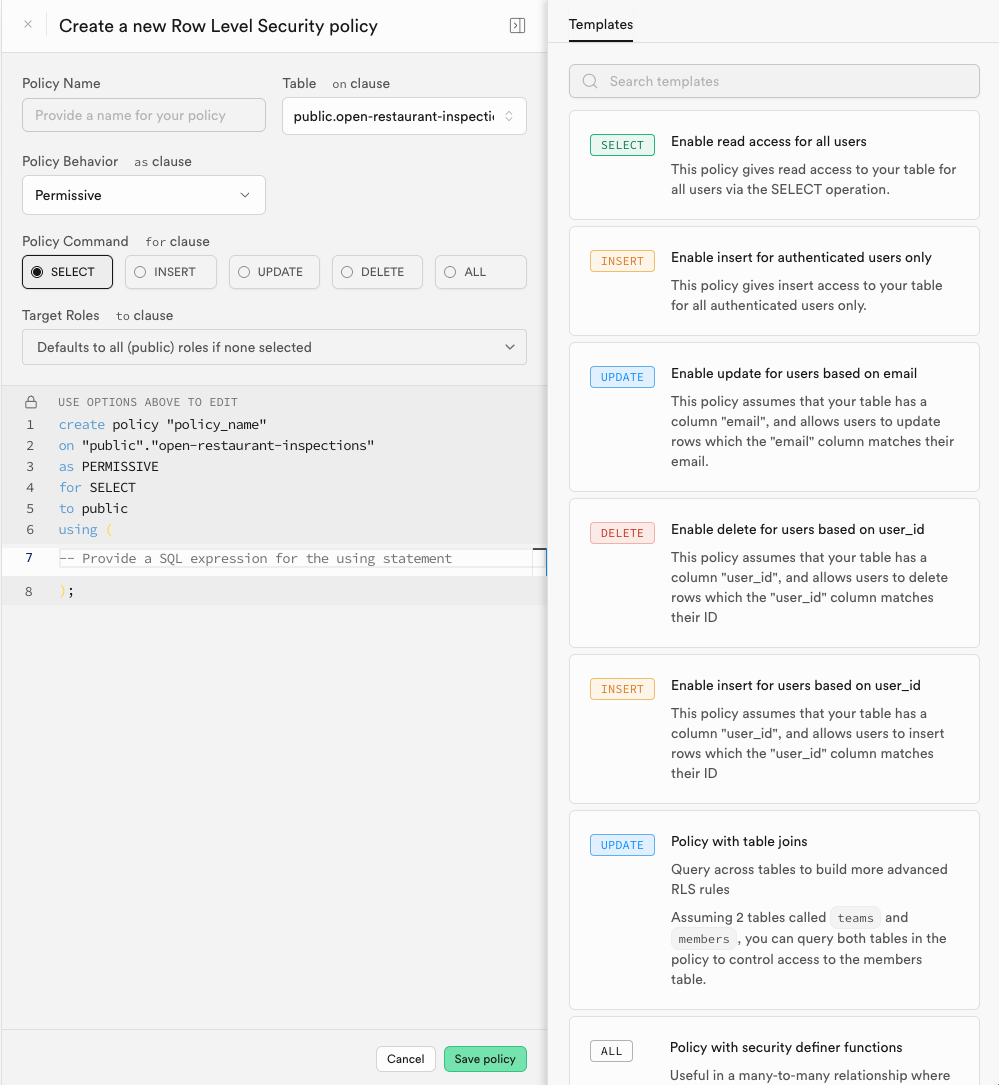 Create a new Row Level Security policy
Policy Name
Table on clause
Provide a name for your policy
public.open-restaurant-inspecti
Policy Behavior as clause
Permissive
Policy Command for clause
SELECT
INSERT
UPDATE
DELETE
ALL
Target Roles to clause
Defaults to all (public) roles if none selected
USE OPTIONS ABOVE TO EDIT
1 create policy "policy_name"
2 on "public"."open-restaurant-inspections"
3 as PERMISSIVE
4 for SELECT
5 to public
6 using (
7 -- Provide a SQL expression for the using statement
8 );
Cancel
Save policy
Templates
Search templates
SELECT
Enable read access for all users
This policy gives read access to your table for
all users via the SELECT operation.
INSERT
Enable insert for authenticated users only
This policy gives insert access to your table
for all authenticated users only.
UPDATE
Enable update for users based on email
This policy assumes that your table has a
column "email", and allows users to update
rows which the "email" column matches their
email.
DELETE
Enable delete for users based on user_id
This policy assumes that your table has a
column "user_id", and allows users to delete
rows which the "user_id" column matches
their ID
INSERT
Enable insert for users based on user_id
This policy assumes that your table has a
column "user_id", and allows users to insert
rows which the "user_id" column matches
their ID
UPDATE
Policy with table joins
Query across tables to build more advanced
RLS rules
Assuming 2 tables called teams and
members , you can query both tables in the
policy to control access to the members
table.
ALL
Policy with security definer functions
Useful in a many-to-many relationship where